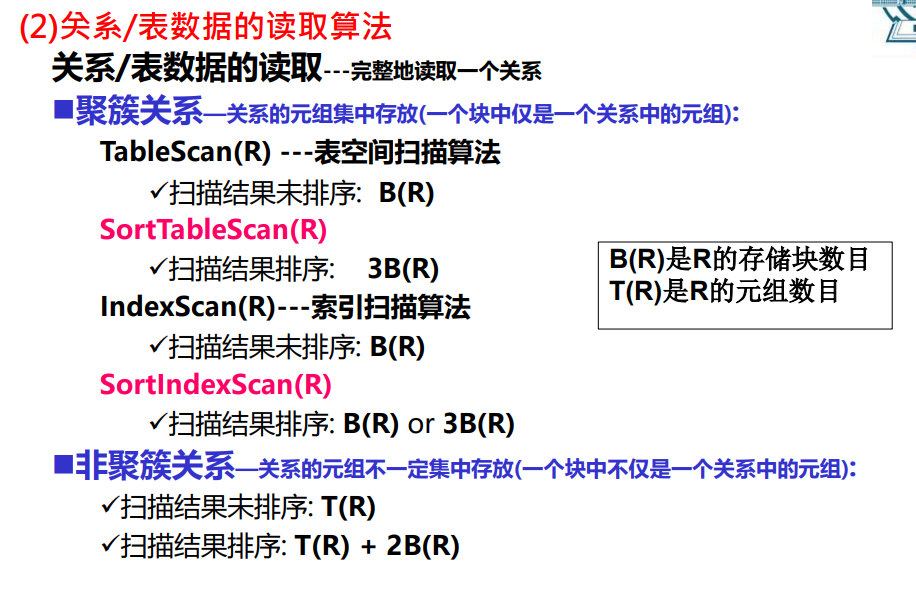 (2)关系/表数据的读取算法
关系/表数据的读取---完整地读取一个关系
■聚簇关系—关系的元组集中存放(一个块中仅是一个关系中的元组):
TableScan(R) ---表空间扫描算法
✓扫描结果未排序: B(R)
SortTableScan(R)
✓扫描结果排序: 3B(R)
B(R)是R的存储块数目
T(R)是R的元组数目
IndexScan(R)---索引扫描算法
✓扫描结果未排序: B(R)
SortIndexScan(R)
✓扫描结果排序: B(R) or 3B(R)
■非聚簇关系—关系的元组不一定集中存放(一个块中不仅是一个关系中的元组):
✓扫描结果未排序: T(R)
✓扫描结果排序: T(R) + 2B(R)